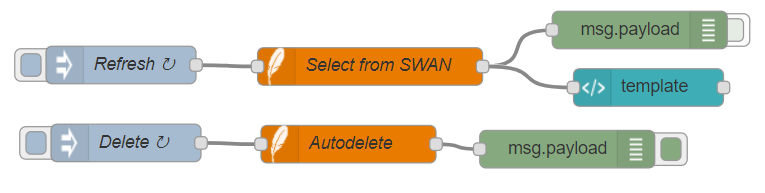 msg.payload
Refresh ↻
Select from SWAN
</> template
Delete ↻
Autodelete
msg.payload